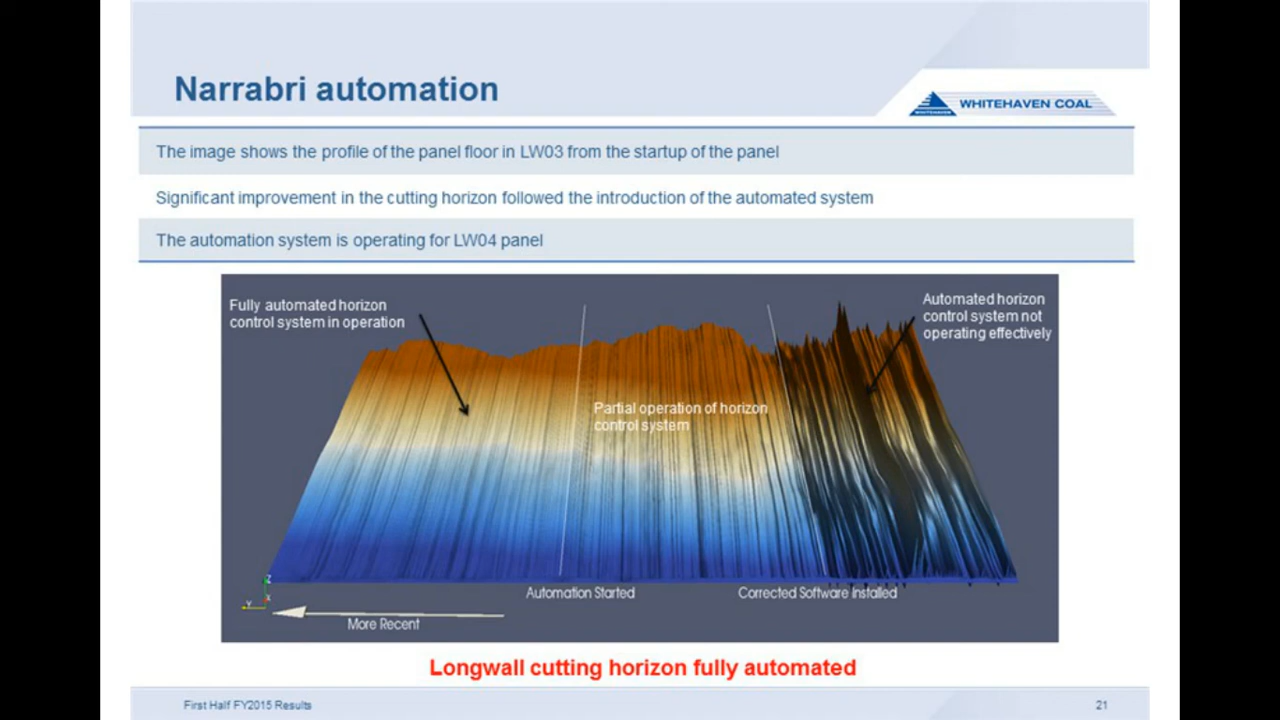 Narrabri automation
WHITEHAVEN COAL
WHITEHAVEN
The image shows the profile of the panel floor in LW03 from the startup of the panel
Significant improvement in the cutting horizon followed the introduction of the automated system
The automation system is operating for LW04 panel
Fully automated horizon
control system in operation
Automated horizon
control system not
operating effectively
Partial operation of horizon
control system
Z
Y
X
Automation Started
Corrected Software Installed
More Recent
Longwall cutting horizon fully automated
First Half FY2015 Results
21